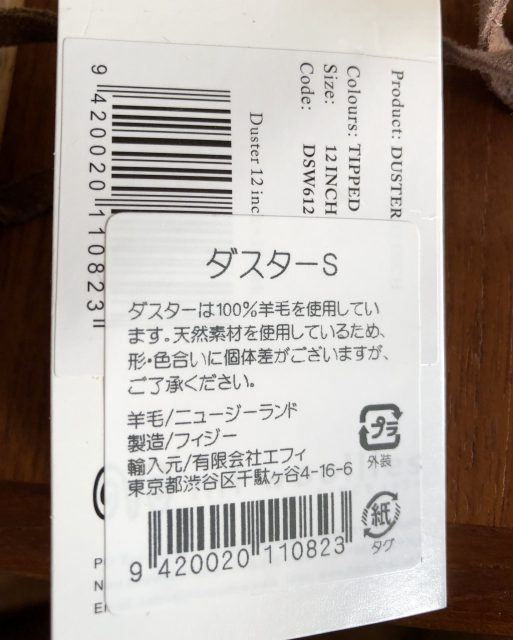 Product: DUSTER
Colours: TIPPED
Size: 12 INCH
Code: DSW612
Duster 12 inc
9 420020 110823
ダスターS
ダスターは100%羊毛を使用してい
ます。天然素材を使用しているため、
形・色合いに個体差がございますが、
ご了承ください。
羊毛/ニュージーランド
製造/フィジー
輸入元/有限会社エフィ
東京都渋谷区千駄ヶ谷4-16-6
プラ
外装
紙
タグ
9 420020 110823
P
N